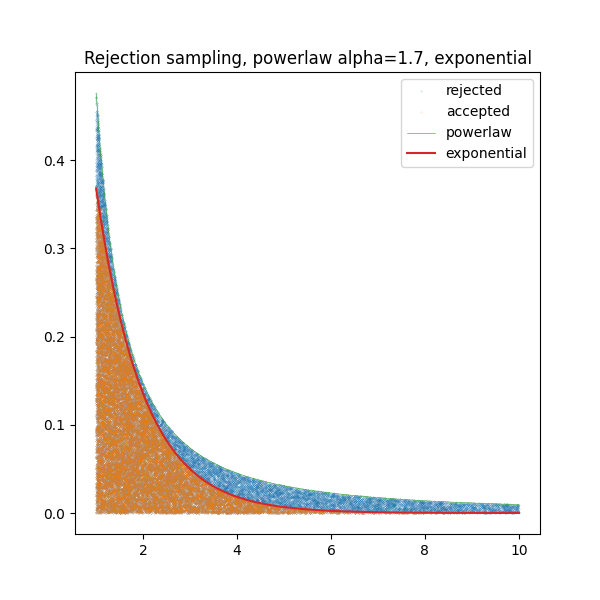 Rejection sampling, powerlaw alpha=1.7, exponential
rejected
accepted
powerlaw
exponential
0.4
0.3
0.2
0.1
0.0
2
4
6
8
10